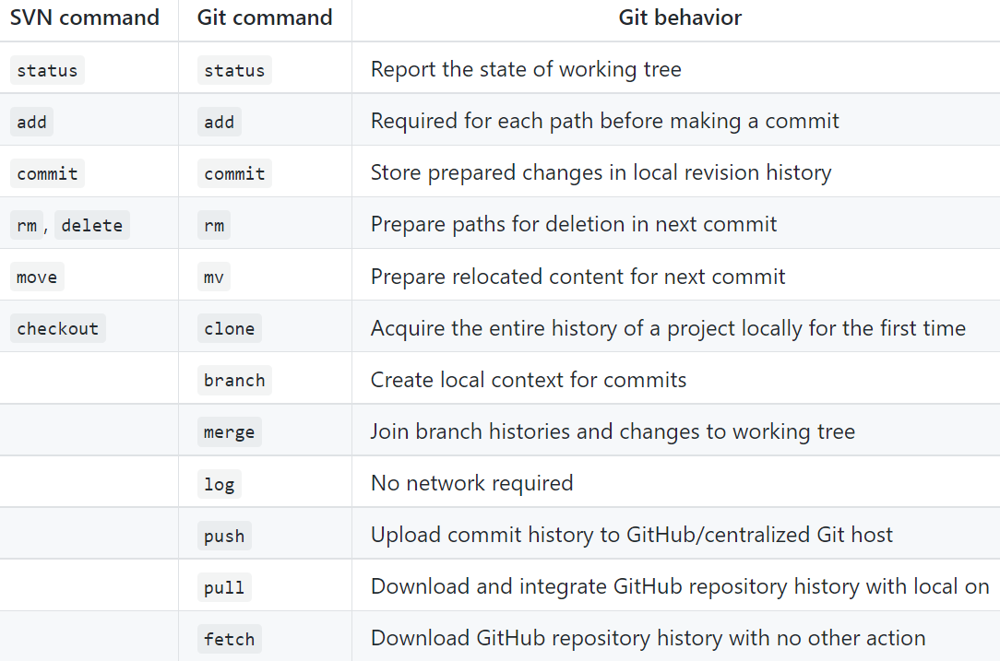 SVN command Git command Git behavior
status status Report the state of working tree
add add Required for each path before making a commit
commit commit Store prepared changes in local revision history
rm, delete rm Prepare paths for deletion in next commit
move mv Prepare relocated content for next commit
checkout clone Acquire the entire history of a project locally for the first time
branch Create local context for commits
merge Join branch histories and changes to working tree
log No network required
push Upload commit history to GitHub/centralized Git host
pull Download and integrate GitHub repository history with local on
fetch Download GitHub repository history with no other action